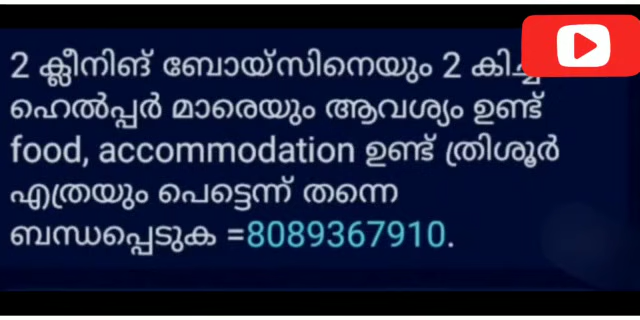 2 ക്ലീനിങ് ബോയ്സിനെയും 2
ഹെൽപ്പർ മാരെയും ആവശ്യം ഉണ്ട്
food, accommodation ഉണ്ട് ത്രിശൂർ
എത്രയും പെട്ടെന്ന് തന്നെ
ബന്ധപ്പെടുക =8089367910.